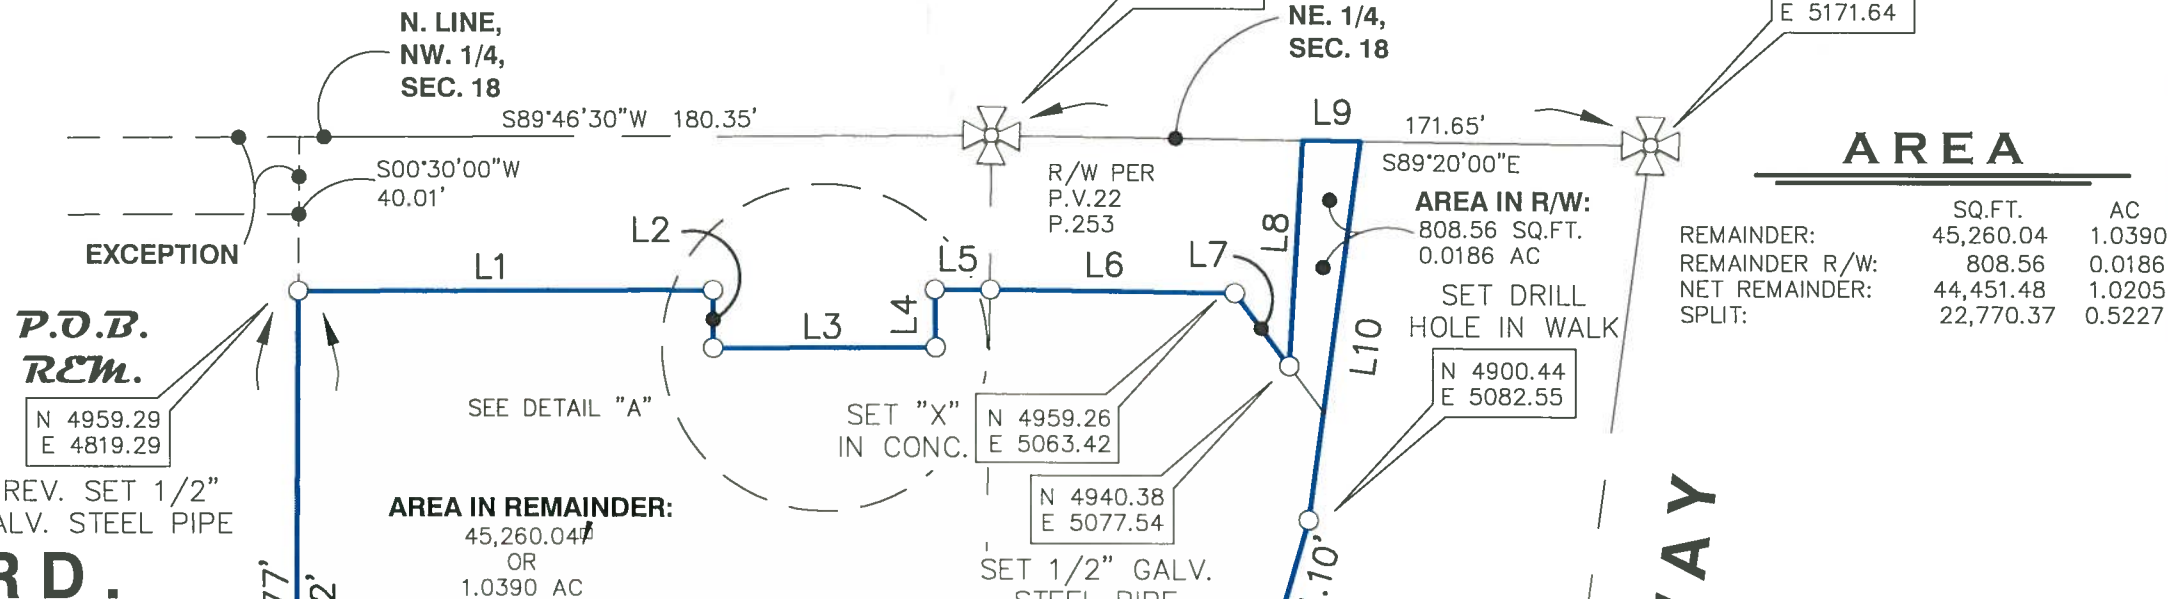 N. LINE,
NW. 1/4,
SEC. 18
NE. 1/4,
SEC. 18
E 5171.64
S89°46'30"W 180.35'
L9
171.65'
S89°20'00"E
S00°30'00"W
40.01'
R/W PER
P.V.22
P.253
AREA IN R/W:
808.56 SQ.FT.
0.0186 AC
AREA
SQ.FT. AC
REMAINDER: 45,260.04 1.0390
REMAINDER R/W: 808.56 0.0186
NET REMAINDER: 44,451.48 1.0205
SPLIT: 22,770.37 0.5227
EXCEPTION
L1
L2
L3
L4
L5
L6
L7
L8
L10
SET DRILL
HOLE IN WALK
P.O.B.
REM.
N 4959.29
E 4819.29
REV. SET 1/2"
ALV. STEEL PIPE
SEE DETAIL "A"
SET "X"
IN CONC.
N 4959.26
E 5063.42
N 4900.44
E 5082.55
N 4940.38
E 5077.54
SET 1/2" GALV.
STEEL PIPE
AREA IN REMAINDER:
45,260.04
OR
1.0390 AC
RD.
77'
2'
.10'
WAY